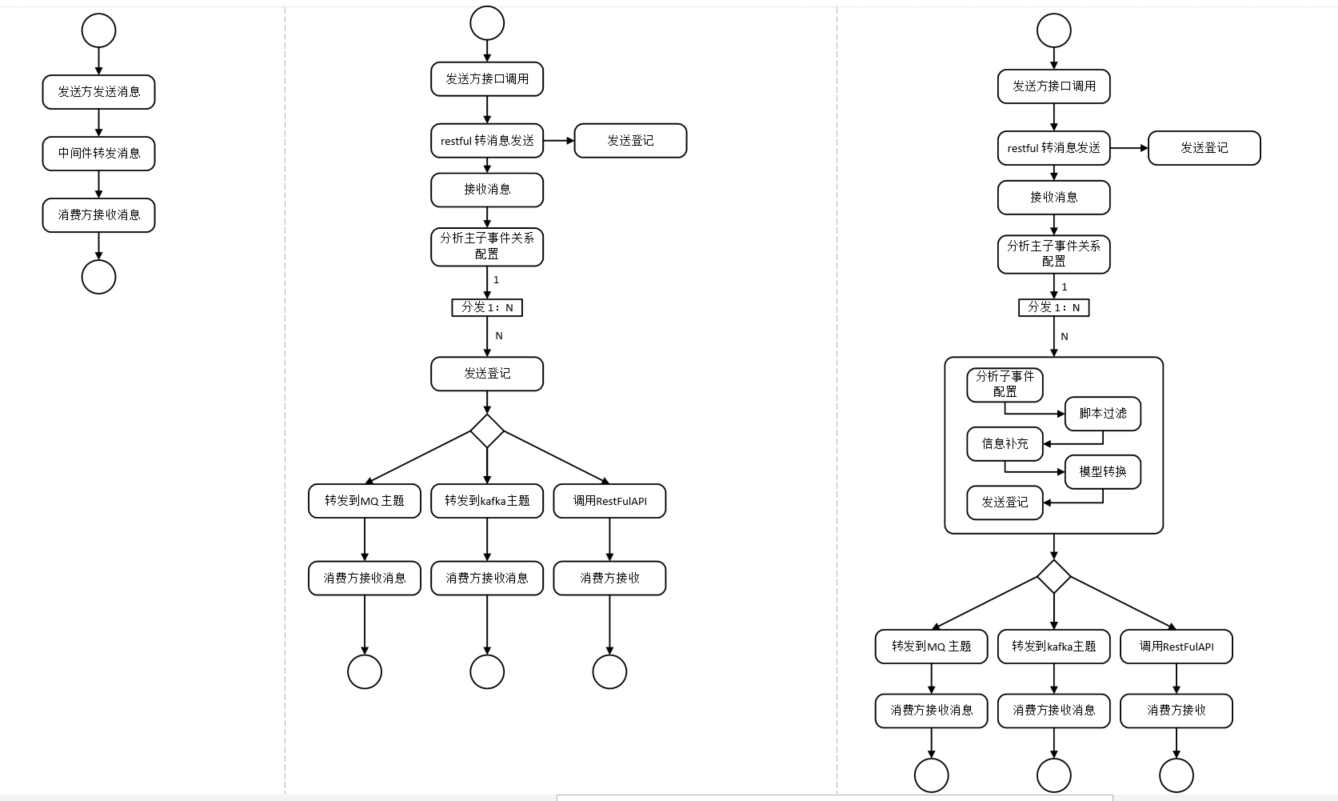 发送方发送消息
中间件转发消息
消费方接收消息
发送方接口调用
restful 转消息发送
发送登记
接收消息
分析主子事件关系
配置
1
分发 1：N
N
发送登记
转发到MQ 主题
转发到kafka主题
调用RestFulAPI
消费方接收消息
消费方接收消息
消费方接收
发送方接口调用
restful 转消息发送
发送登记
接收消息
分析主子事件关系
配置
1
分发 1：N
N
分析子事件
配置
脚本过滤
信息补充
模型转换
发送登记
转发到MQ 主题
转发到kafka主题
调用RestFulAPI
消费方接收消息
消费方接收消息
消费方接收